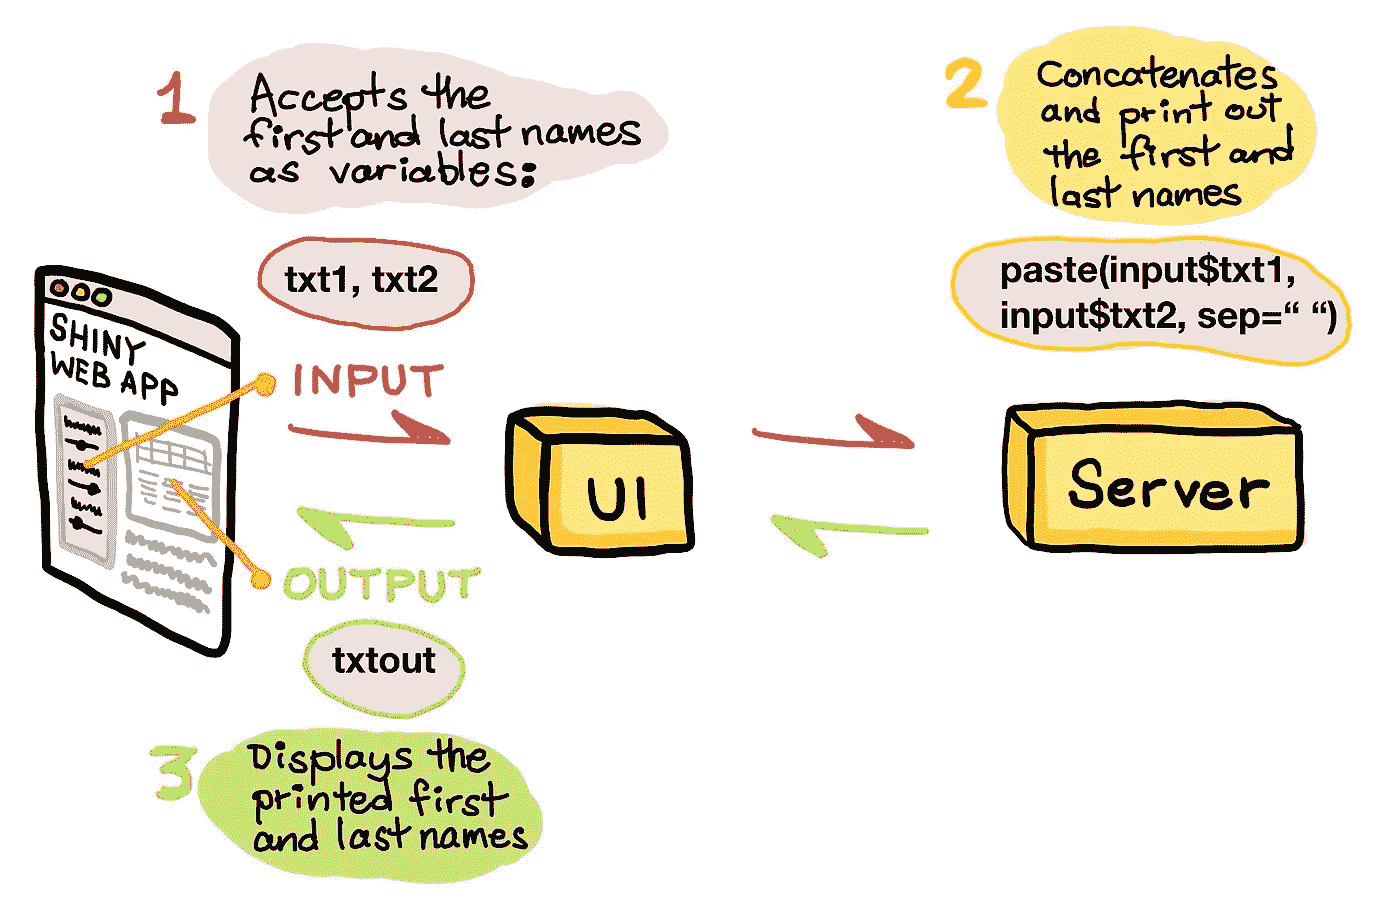 1
Accepts the
first and last names
as variables:
txt1, txt2
SHINY
WEB APP
INPUT
OUTPUT
txtout
3
Displays the
printed first
and last names
UI
2
Concatenates
and print out
the first and
last names
paste(input$txt1,
input$txt2, sep=“ “)
Server